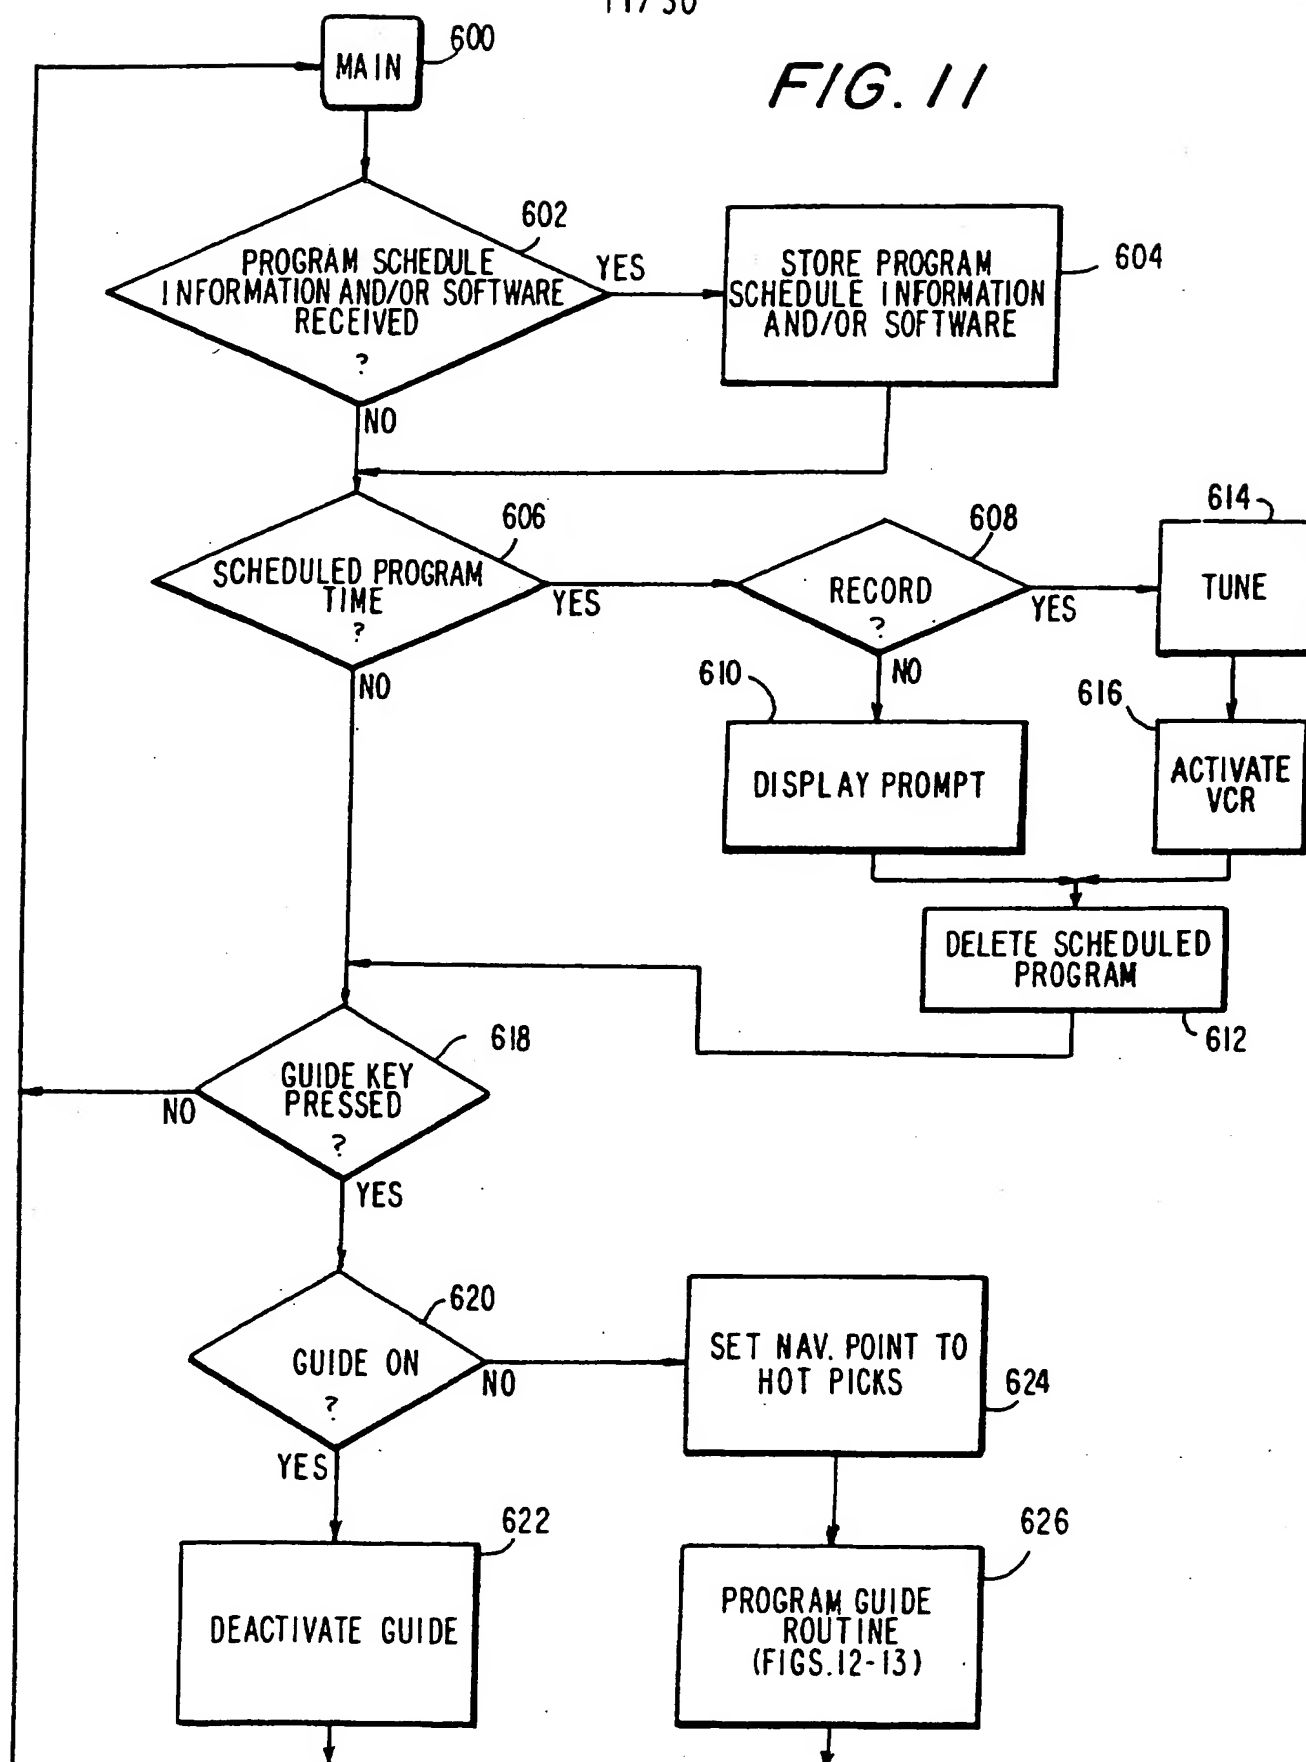 11/30
MAIN
600
FIG. 11
602
PROGRAM SCHEDULE
INFORMATION AND/OR SOFTWARE
RECEIVED
?
YES
NO
STORE PROGRAM
SCHEDULE INFORMATION
AND/OR SOFTWARE
604
606
SCHEDULED PROGRAM
TIME
?
YES
NO
608
RECORD
?
YES
NO
614
TUNE
610
DISPLAY PROMPT
616
ACTIVATE
VCR
DELETE SCHEDULED
PROGRAM
612
618
GUIDE KEY
PRESSED
?
NO
YES
620
GUIDE ON
?
NO
YES
SET NAV. POINT TO
HOT PICKS
624
622
DEACTIVATE GUIDE
626
PROGRAM GUIDE
ROUTINE
(FIGS.12-13)